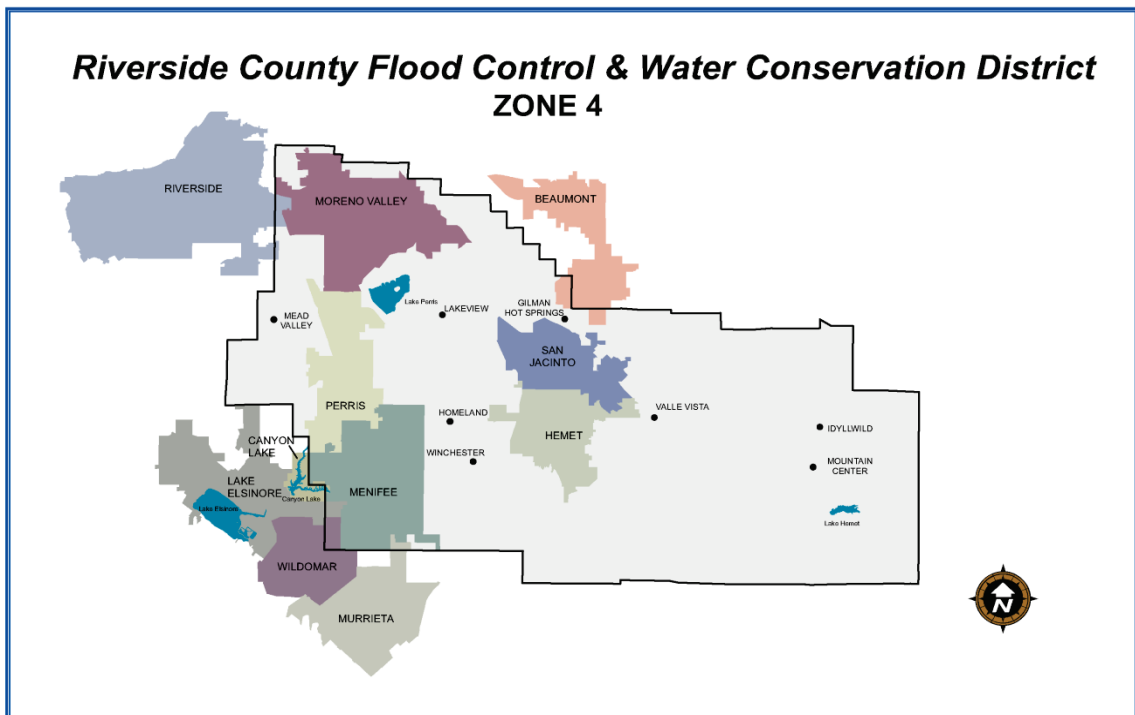 Riverside County Flood Control & Water Conservation District
ZONE 4
RIVERSIDE
MORENO VALLEY
BEAUMONT
Lake Perris
LAKEVIEW
GILMAN
HOT SPRINGS
MEAD
VALLEY
SAN
JACINTO
PERRIS
HOMELAND
VALLE VISTA
HEMET
IDYLLWILD
CANYON
LAKE
WINCHESTER
MOUNTAIN
CENTER
LAKE
ELSINORE
MENIFEE
Canyon Lake
Lake Elsinore
Lake Hemet
WILDOMAR
MURRIETA
N